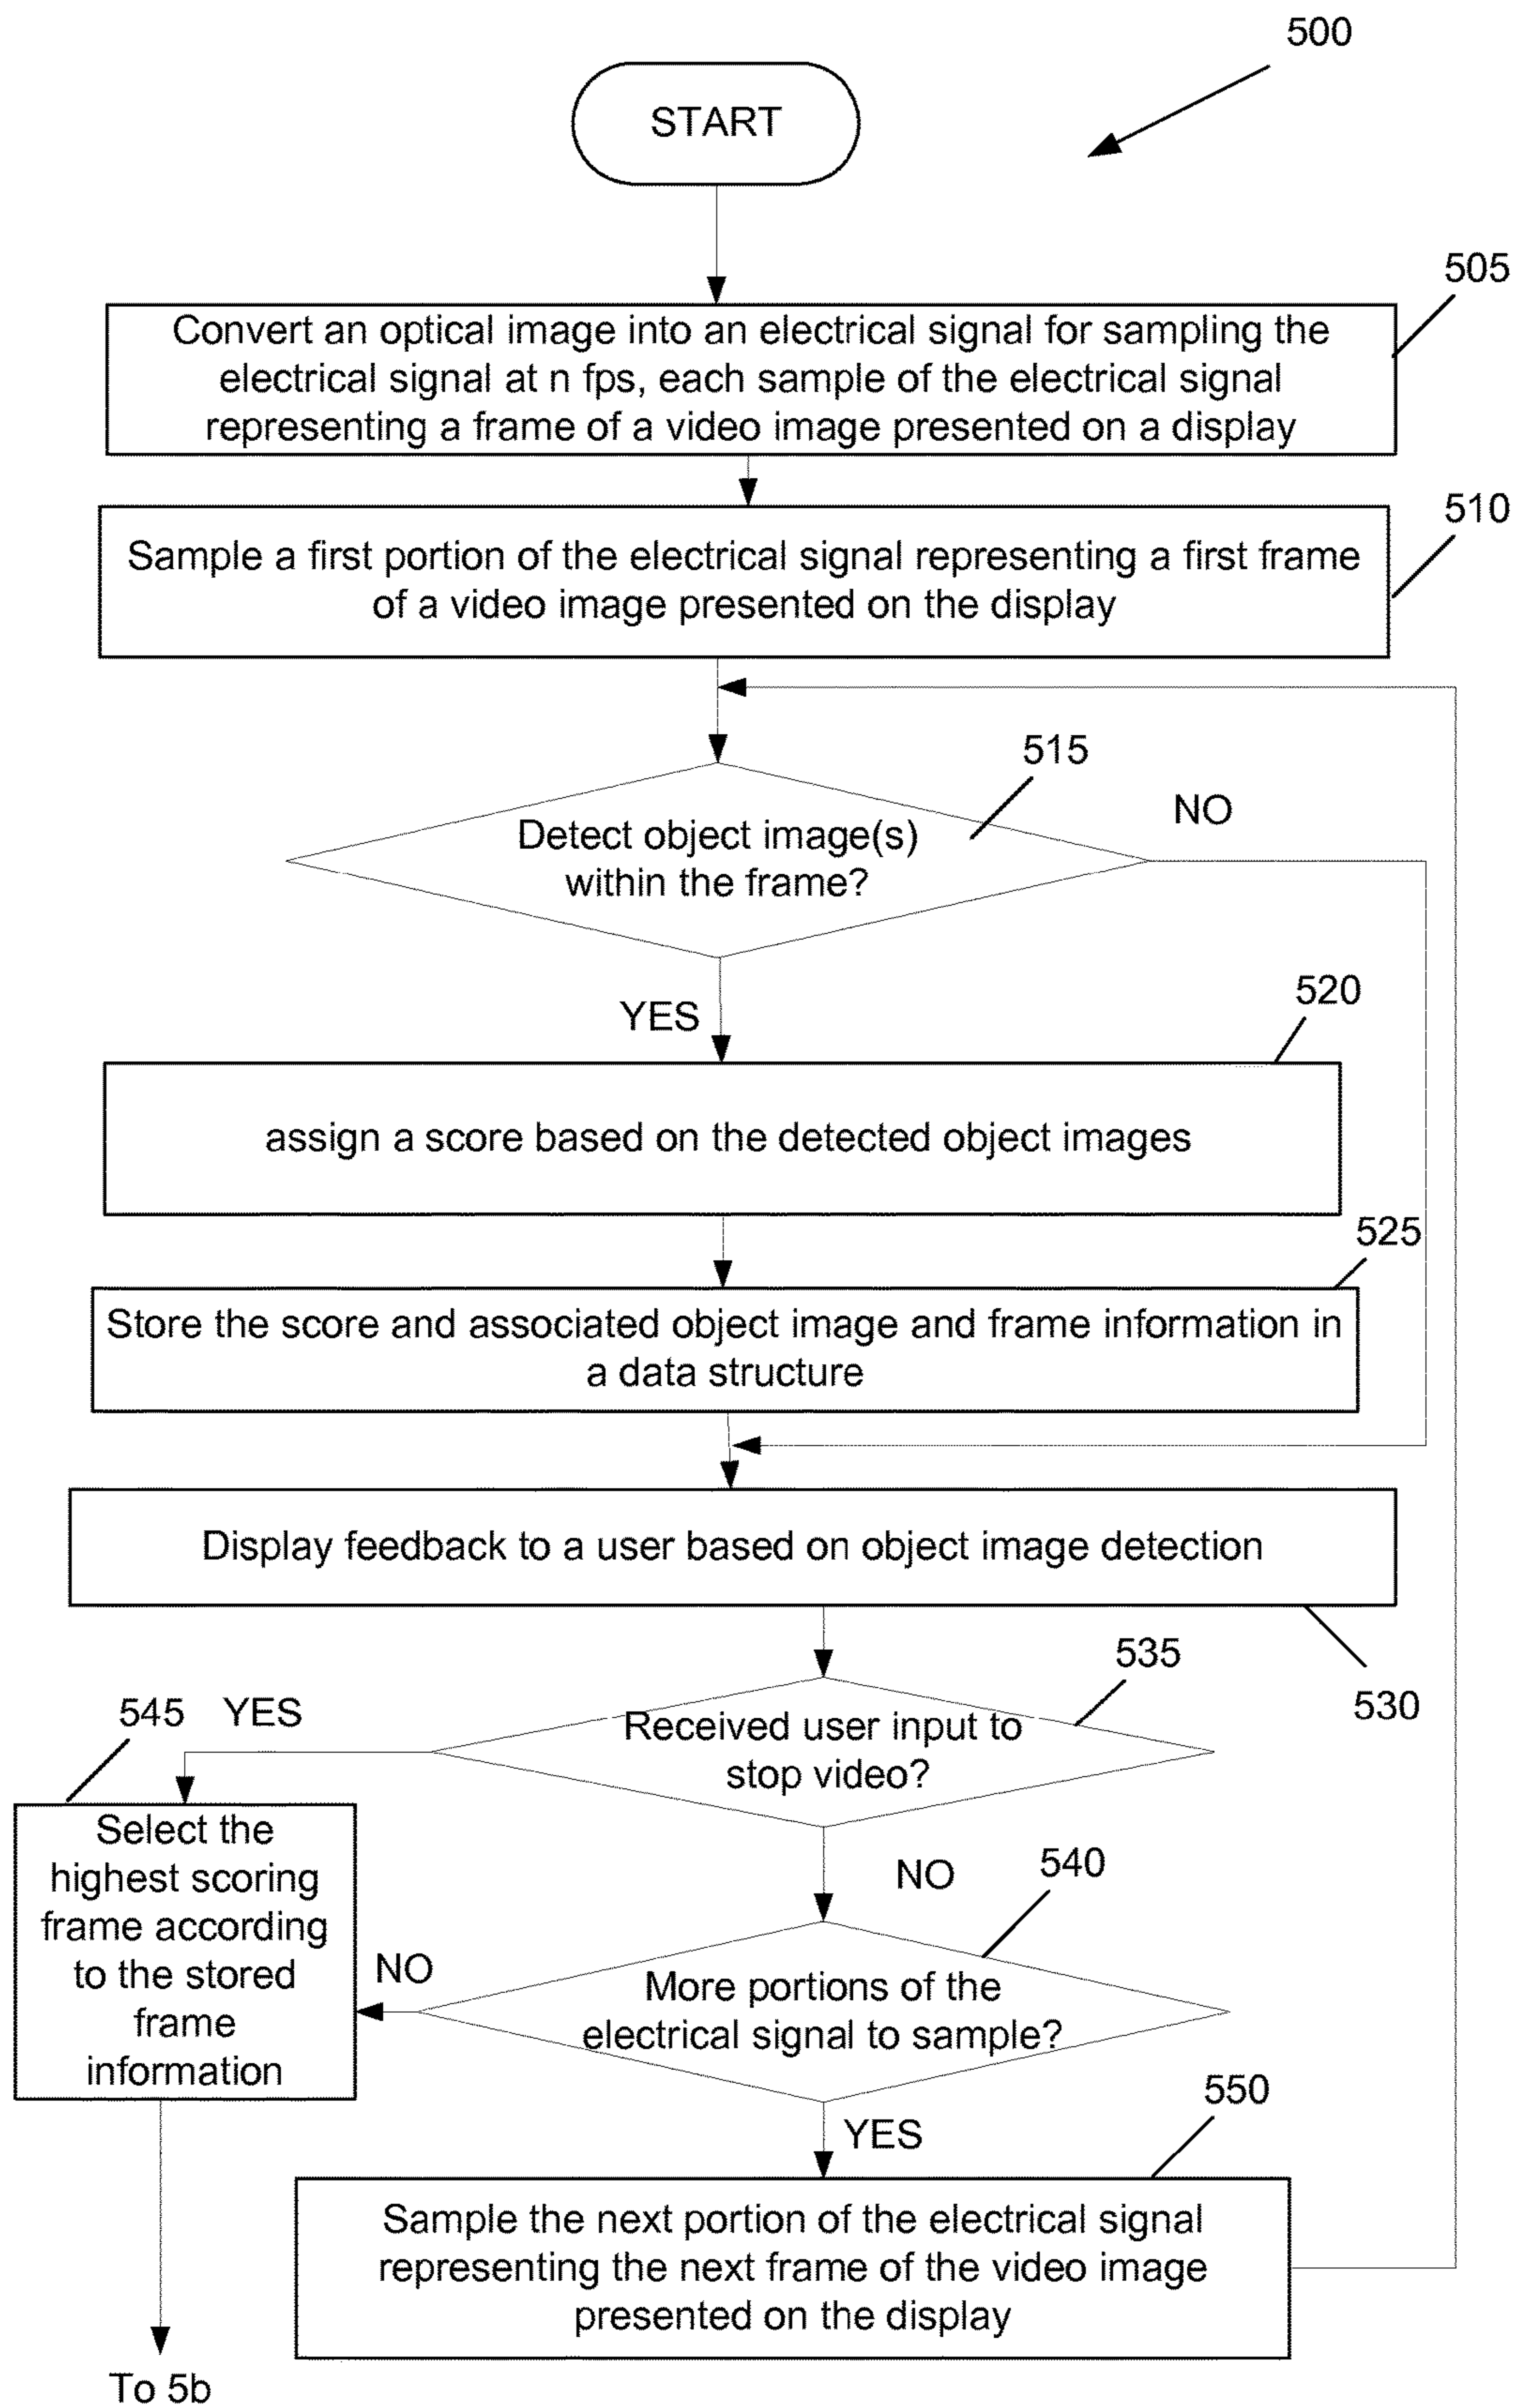 500
START
505
Convert an optical image into an electrical signal for sampling the
electrical signal at n fps, each sample of the electrical signal
representing a frame of a video image presented on a display
510
Sample a first portion of the electrical signal representing a first frame
of a video image presented on the display
515
NO
Detect object image(s)
within the frame?
520
YES
assign a score based on the detected object images
525
Store the score and associated object image and frame information in
a data structure
Display feedback to a user based on object image detection
530
535
545
YES
Received user input to
stop video?
Select the
highest scoring
frame according
to the stored
frame
information
NO
540
NO
More portions of the
electrical signal to sample?
550
YES
Sample the next portion of the electrical signal
representing the next frame of the video image
presented on the display
To 5b